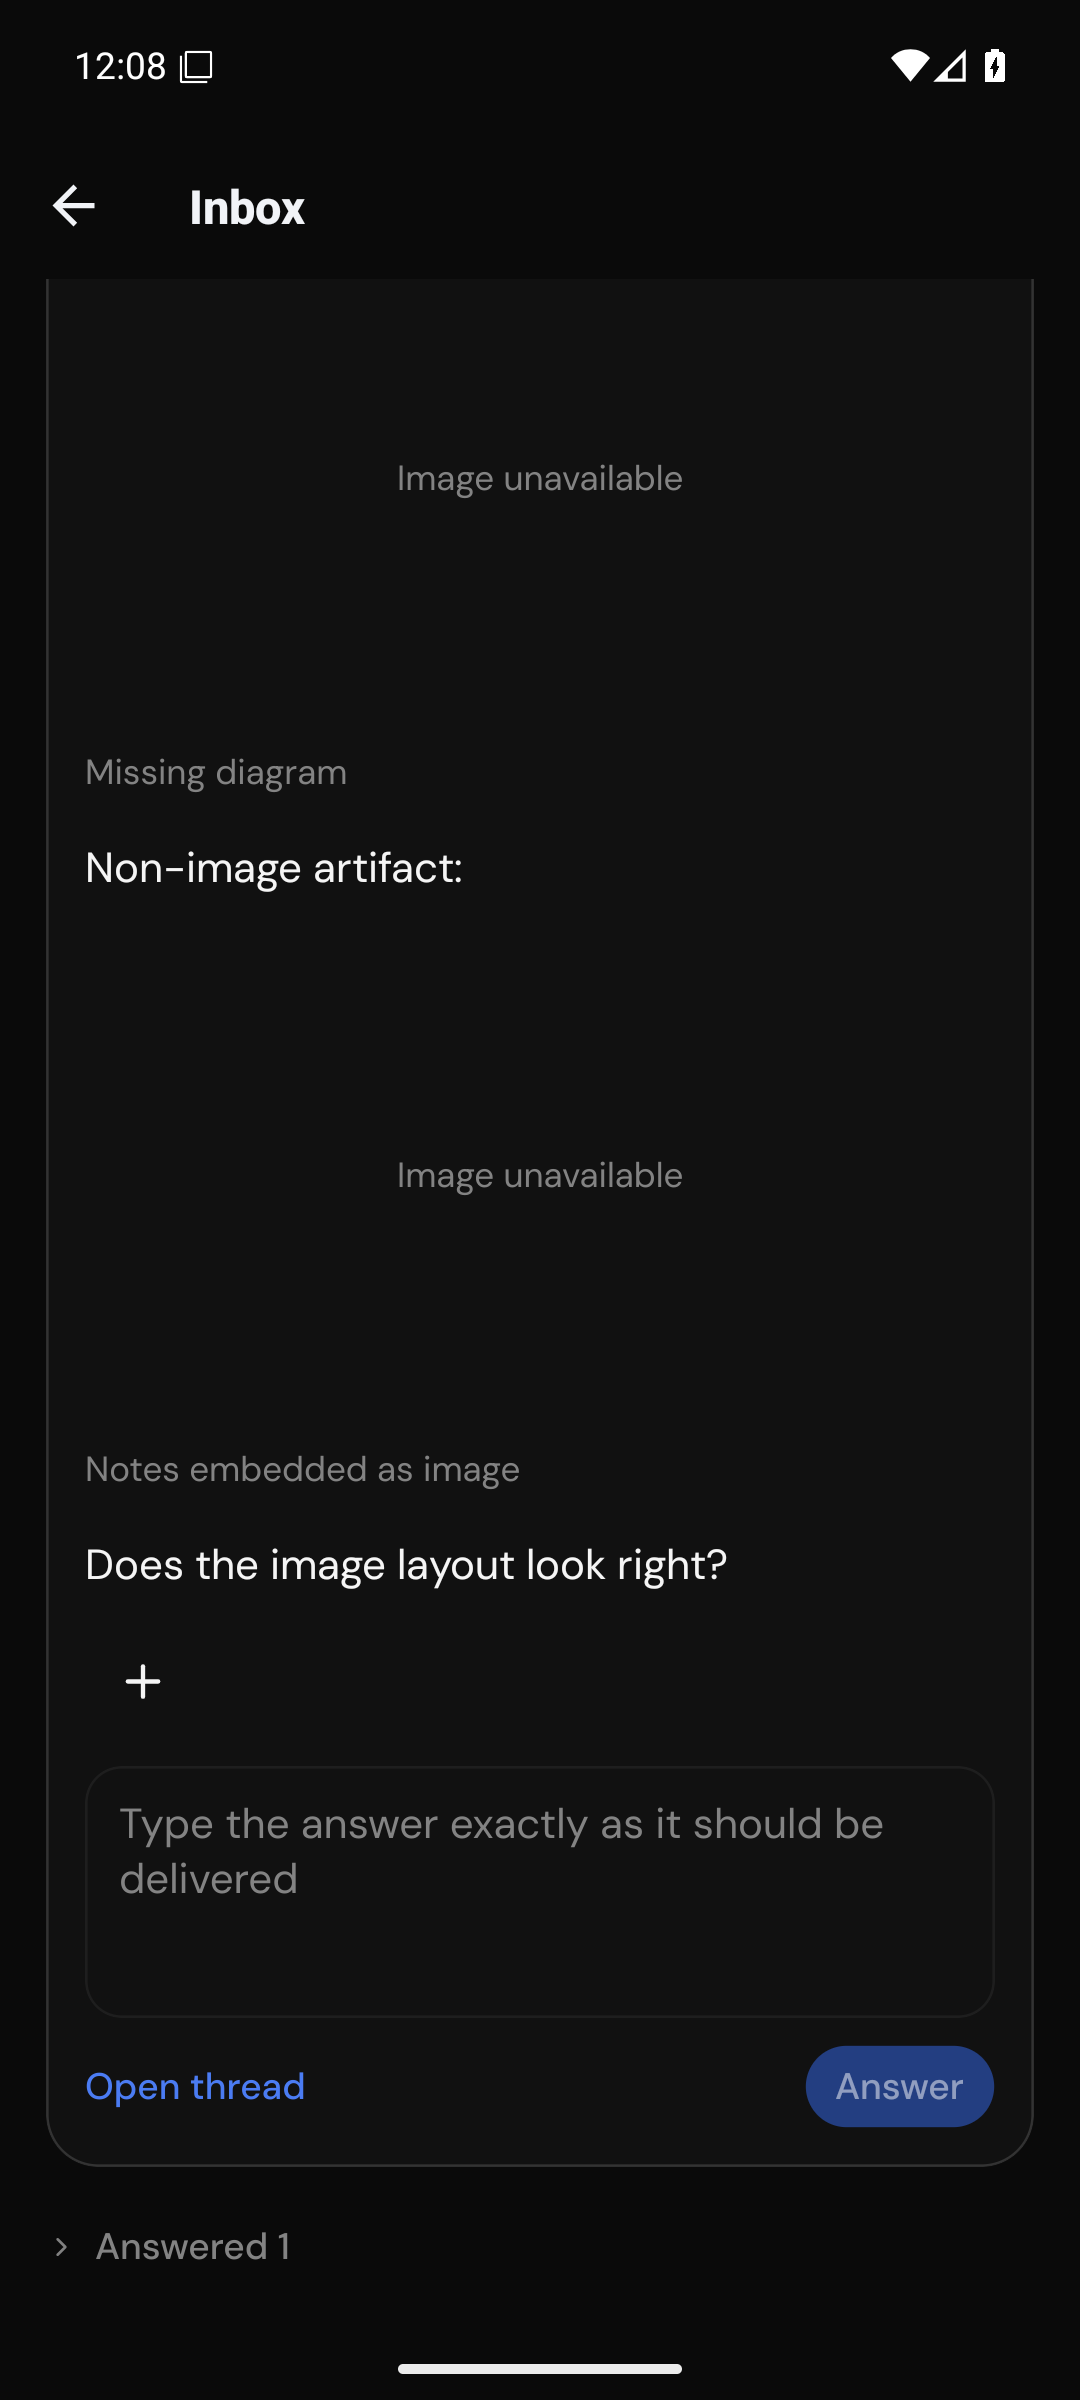 12:08
Inbox
Image unavailable
Missing diagram
Non-image artifact:
Image unavailable
Notes embedded as image
Does the image layout look right?
Type the answer exactly as it should be
delivered
Open thread
Answer
Answered 1